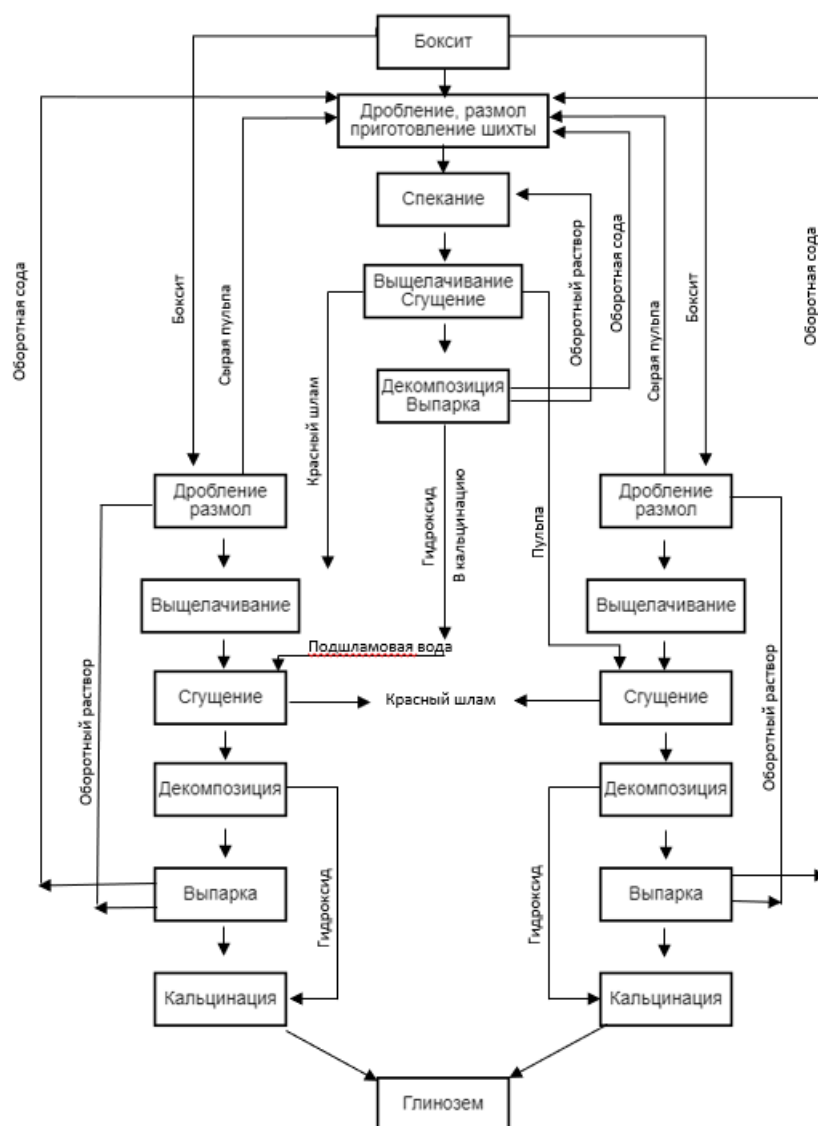 Боксит
Дробление, размол
приготовление шихты
Спекание
Выщелачивание
Сгущение
Декомпозиция
Выпарка
Оборотная сода
Боксит
Сырая пульпа
Красный шлам
Гидроксид
В кальцинацию
Пульпа
Оборотный раствор
Оборотная сода
Сырая пульпа
Боксит
Оборотная сода
Дробление
размол
Дробление
размол
Выщелачивание
Выщелачивание
Подшламовая вода
Сгущение
Красный шлам
Сгущение
Оборотный раствор
Оборотный раствор
Декомпозиция
Декомпозиция
Гидроксид
Гидроксид
Выпарка
Выпарка
Кальцинация
Кальцинация
Глинозем